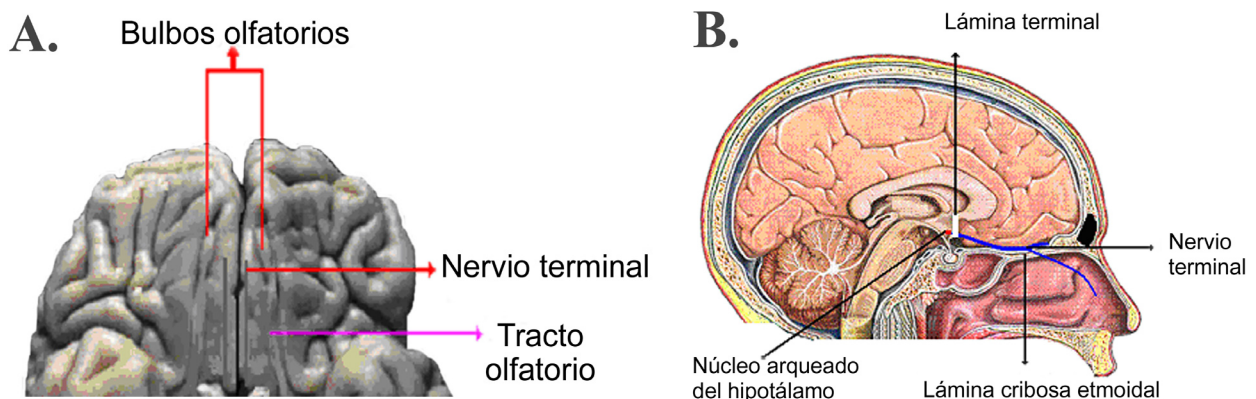 A.
Bulbos olfatorios
Nervio terminal
Tracto
olfatorio
B.
Lámina terminal
Nervio
terminal
Núcleo arqueado
del hipotálamo
Lámina cribosa etmoidal